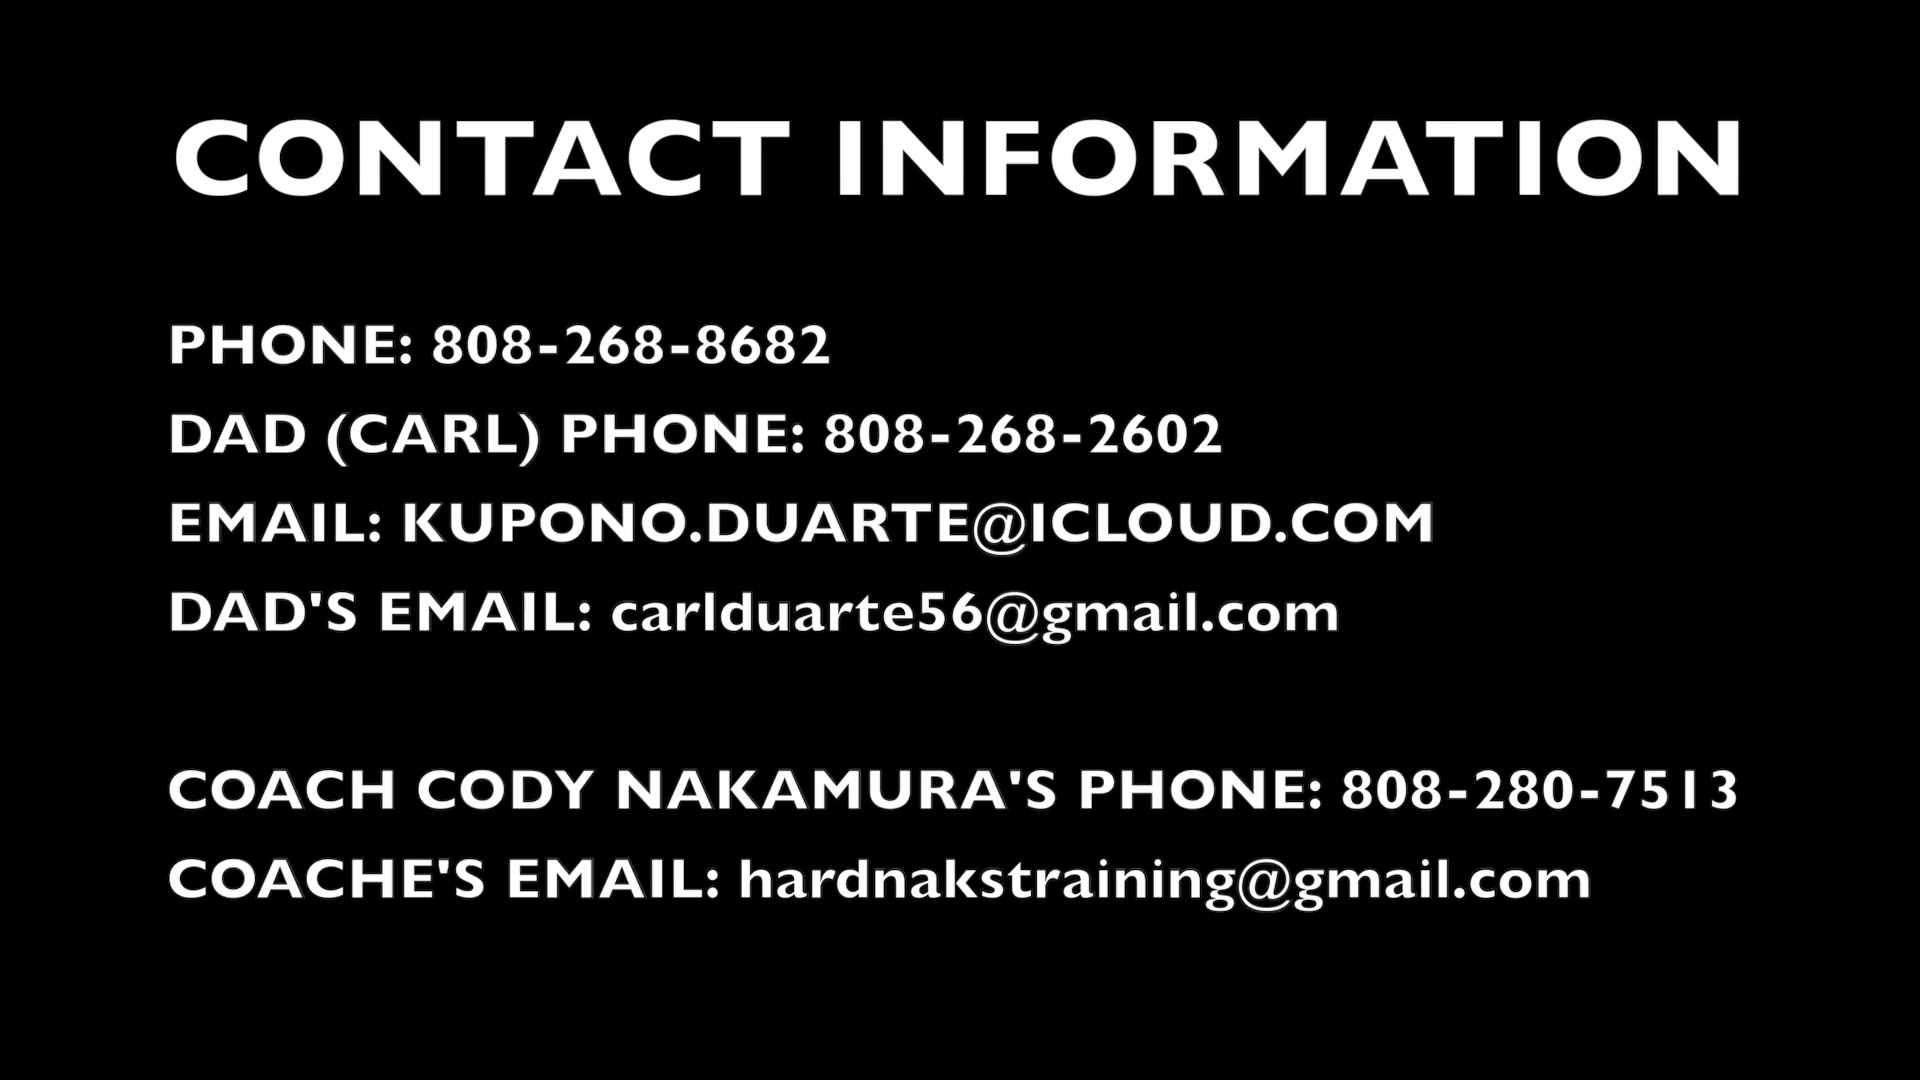 CONTACT INFORMATION
PHONE: 808-268-8682
DAD (CARL) PHONE: 808-268-2602
EMAIL: KUPONO.DUARTE@ICLOUD.COM
DAD'S EMAIL: carlduarte56@gmail.com
COACH CODY NAKAMURA'S PHONE: 808-280-7513
COACHE'S EMAIL: hardnakstraining@gmail.com